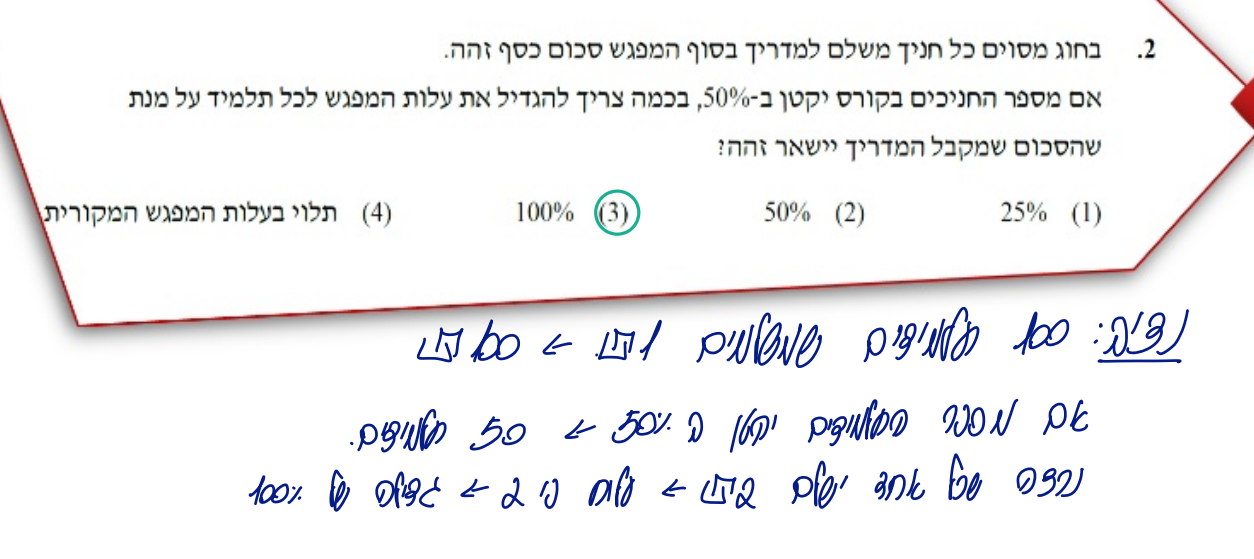 2. בחוג מסוים כל חניך משלם למדריך בסוף המפגש סכום כסף זהה.
אם מספר החניכים בקורס יקטן ב-50%, בכמה צריך להגדיל את עלות המפגש לכל תלמיד על מנת
שהסכום שמקבל המדריך יישאר זהה?
(1) 25% (2) 50% (3) 100% (4) תלוי בעלות המפגש המקורית
נציב: 100 תלמידים שמשלמים 1 ₪ ← 100 ₪
אם מספר התלמידים יקטן ב 50% ← 50 תלמידים.
נרצה שכל אחד ישלם 2 ₪ ← פי 2 ← גדילה של 100%